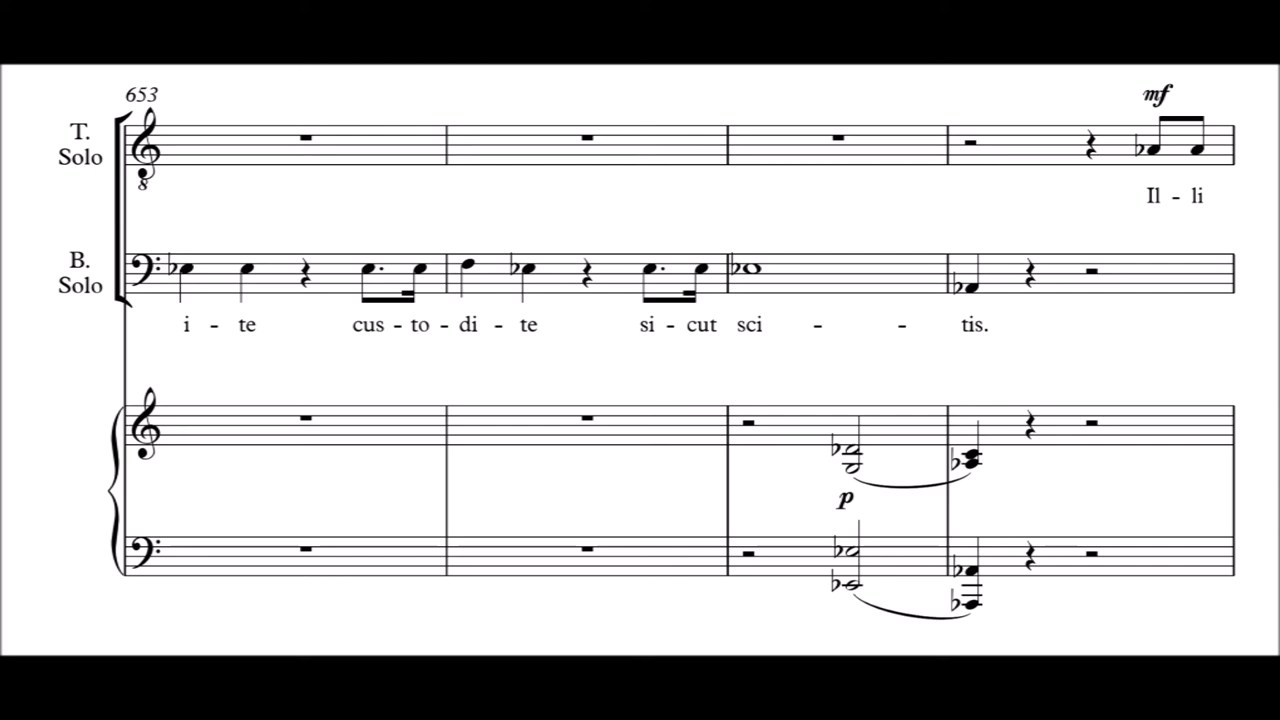 653
mf
T.
Solo
Il - li
B.
Solo
i - te cus - to - di - te si - cut sci - - tis.
p